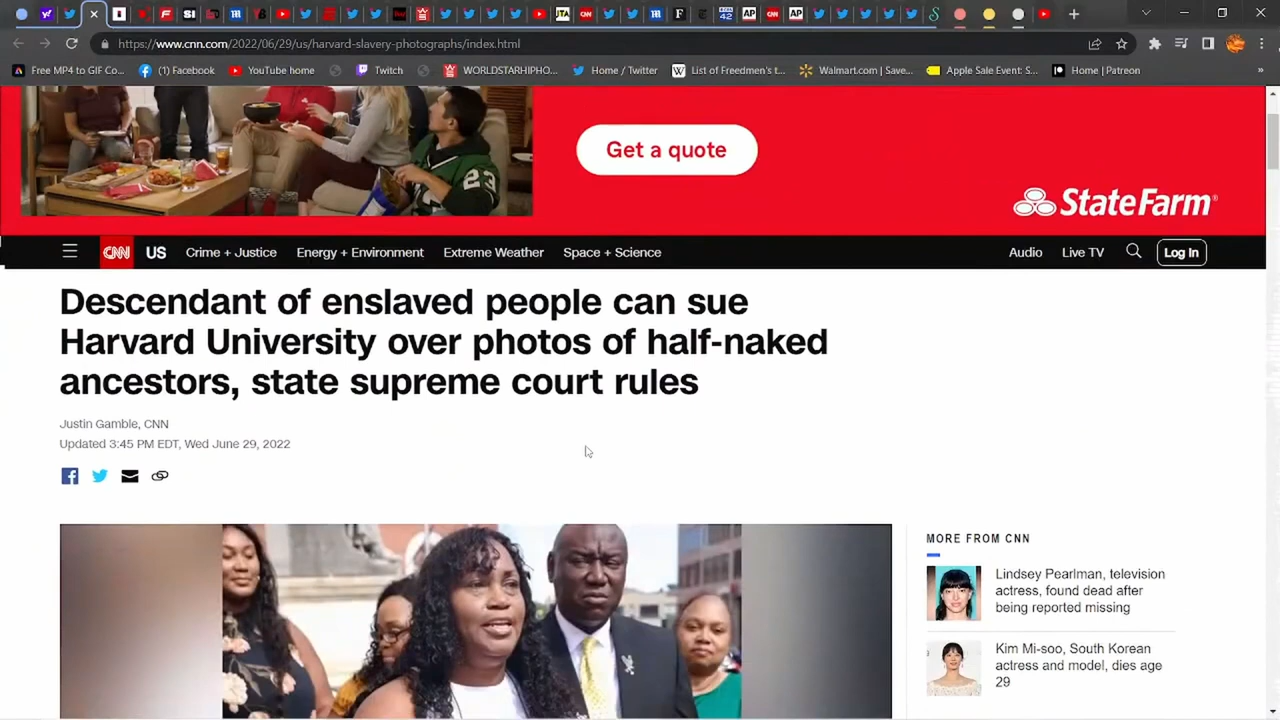 https://www.cnn.com/2022/06/29/us/harvard-slavery-photographs/index.html
Free MP4 to GIF Co... (1) Facebook YouTube home Twitch WORLDSTARHIPHO... Home / Twitter List of Freedmen's t... Walmart.com | Save... Apple Sale Event: S... Home | Patreon »
23
Get a quote
StateFarm®
CNN US Crime + Justice Energy + Environment Extreme Weather Space + Science Audio Live TV Log In
Descendant of enslaved people can sue
Harvard University over photos of half-naked
ancestors, state supreme court rules
Justin Gamble, CNN
Updated 3:45 PM EDT, Wed June 29, 2022
MORE FROM CNN
Lindsey Pearlman, television
actress, found dead after
being reported missing
Kim Mi-soo, South Korean
actress and model, dies age
29